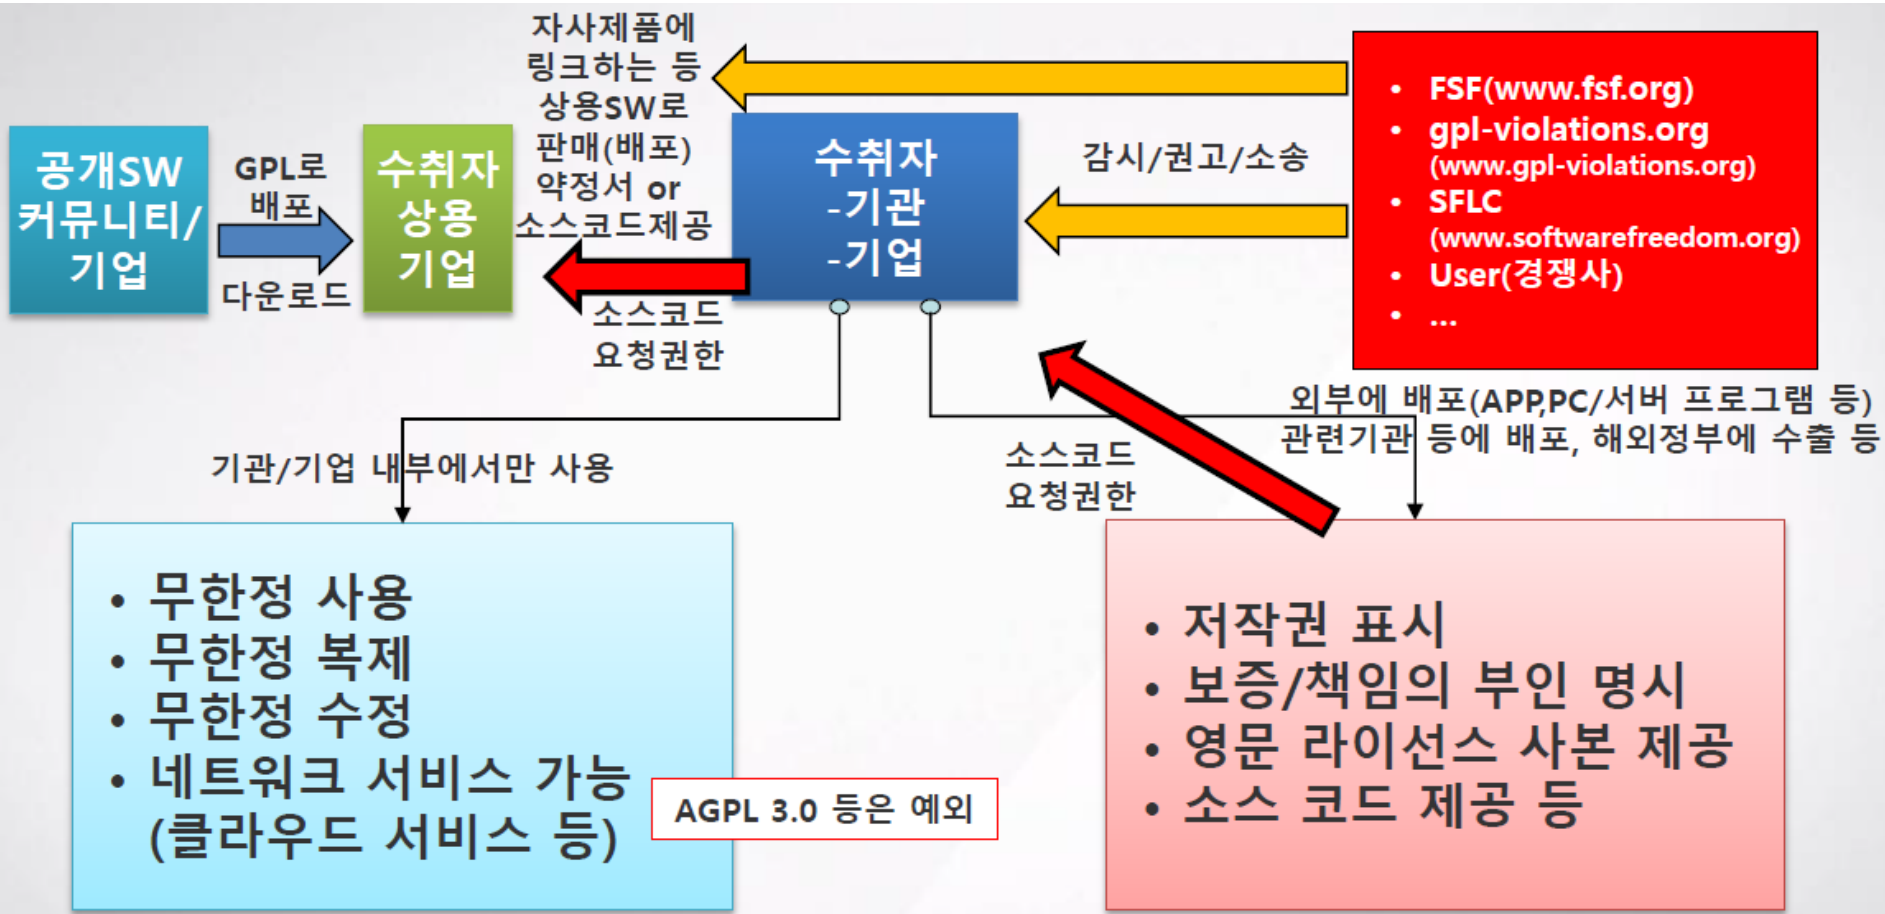 공개SW
커뮤니티/
기업
GPL로
배포
다운로드
수취자
상용
기업
자사제품에
링크하는 등
상용SW로
판매(배포)
약정서 or
소스코드제공
소스코드
요청권한
수취자
-기관
-기업
감시/권고/소송
• FSF(www.fsf.org)
• gpl-violations.org
(www.gpl-violations.org)
• SFLC
(www.softwarefreedom.org)
• User(경쟁사)
• ...
외부에 배포(APP,PC/서버 프로그램 등)
관련기관 등에 배포, 해외정부에 수출 등
소스코드
요청권한
기관/기업 내부에서만 사용
• 무한정 사용
• 무한정 복제
• 무한정 수정
• 네트워크 서비스 가능
(클라우드 서비스 등)
AGPL 3.0 등은 예외
• 저작권 표시
• 보증/책임의 부인 명시
• 영문 라이선스 사본 제공
• 소스 코드 제공 등